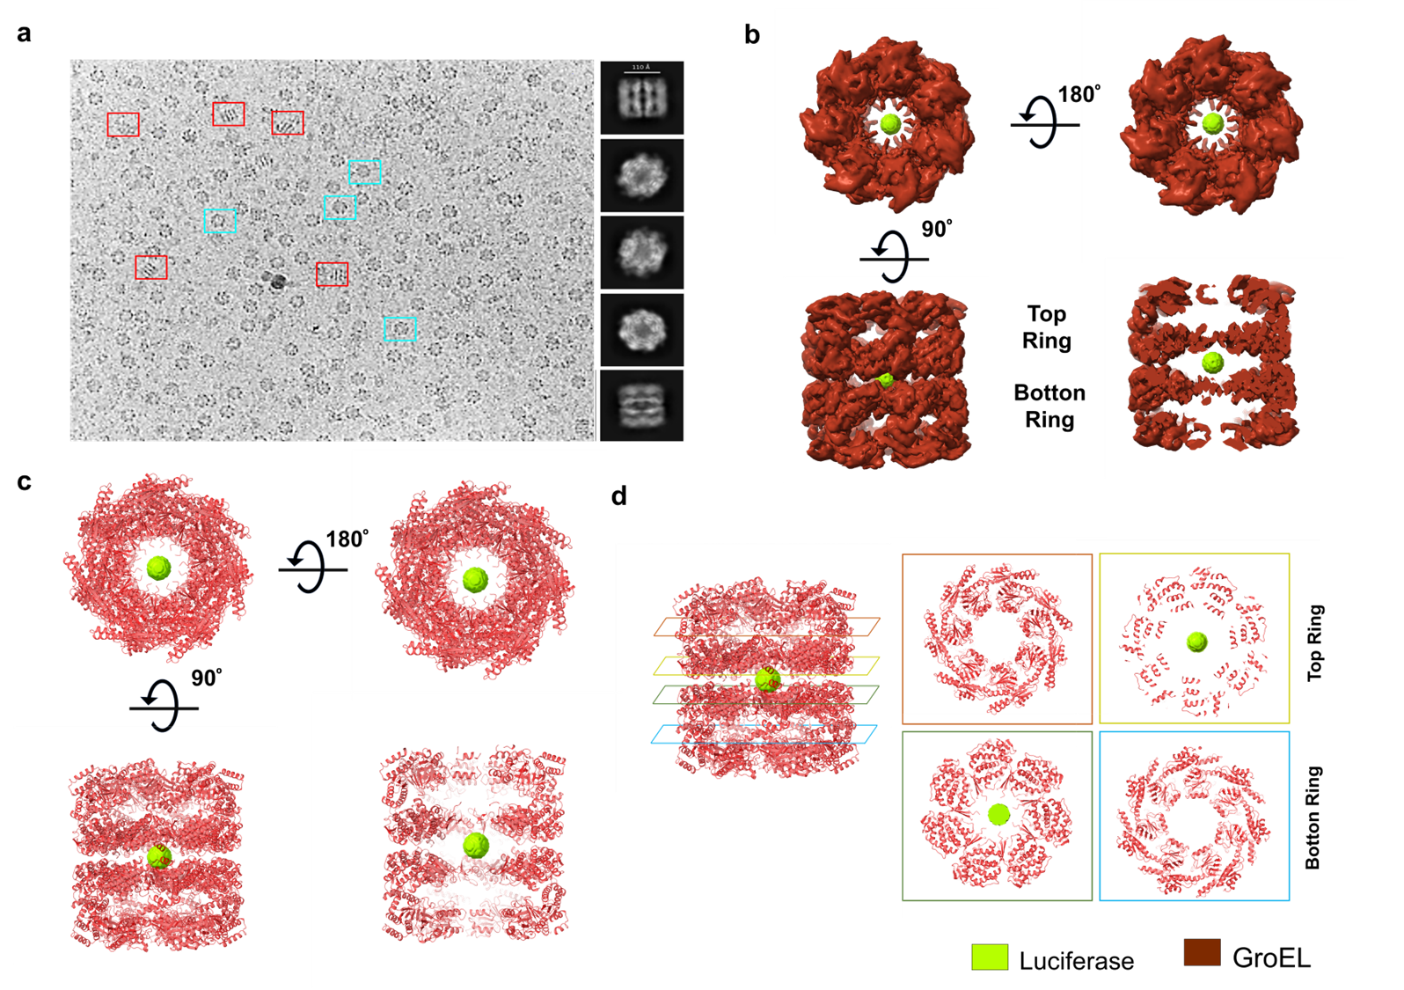 a
110 Å
b
180°
90°
Top
Ring
Botton
Ring
c
180°
90°
d
Top Ring
Botton Ring
Luciferase
GroEL